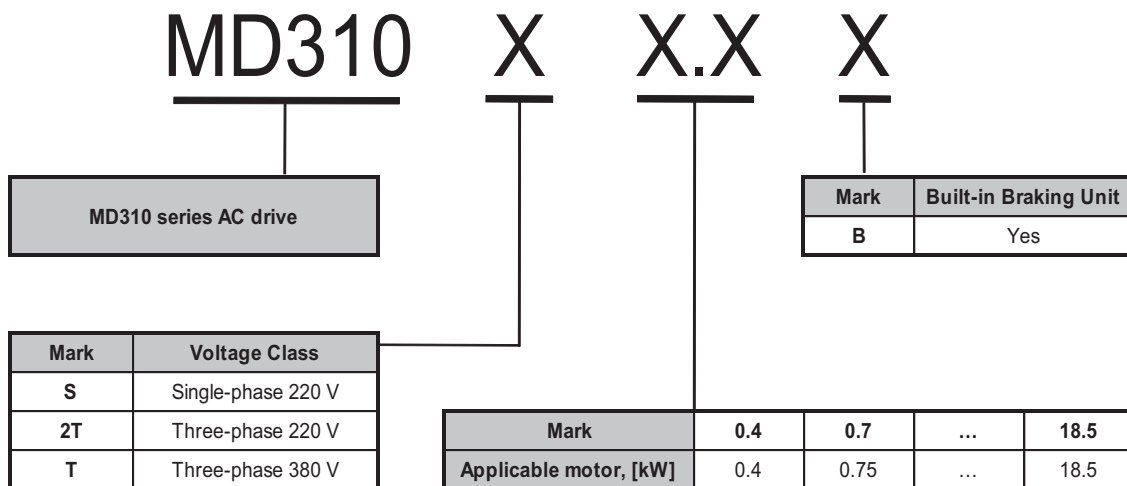 MD310 X X.X X
MD310 series AC drive
Mark Built-in Braking Unit
B Yes
Mark Voltage Class
S Single-phase 220 V
2T Three-phase 220 V
T Three-phase 380 V
Mark 0.4 0.7 ... 18.5
Applicable motor, [kW] 0.4 0.75 ... 18.5